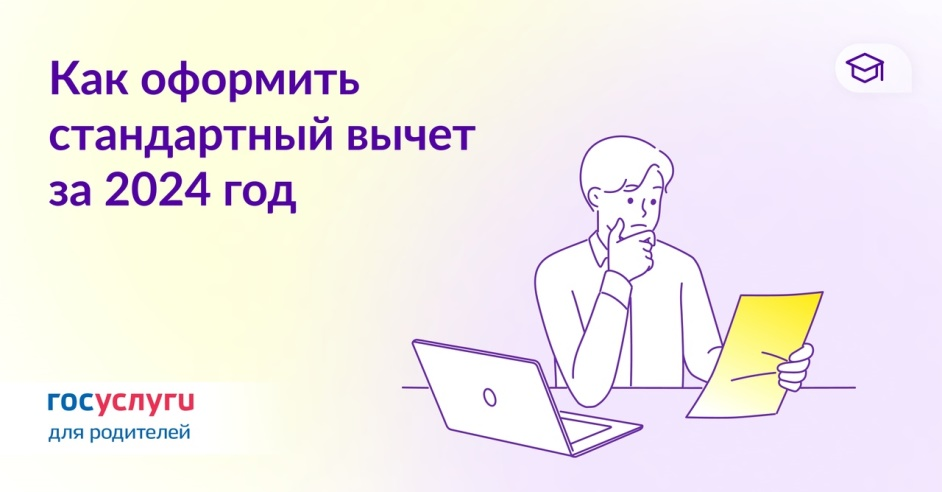 Как оформить
стандартный вычет
за 2024 год
госуслуги
для родителей